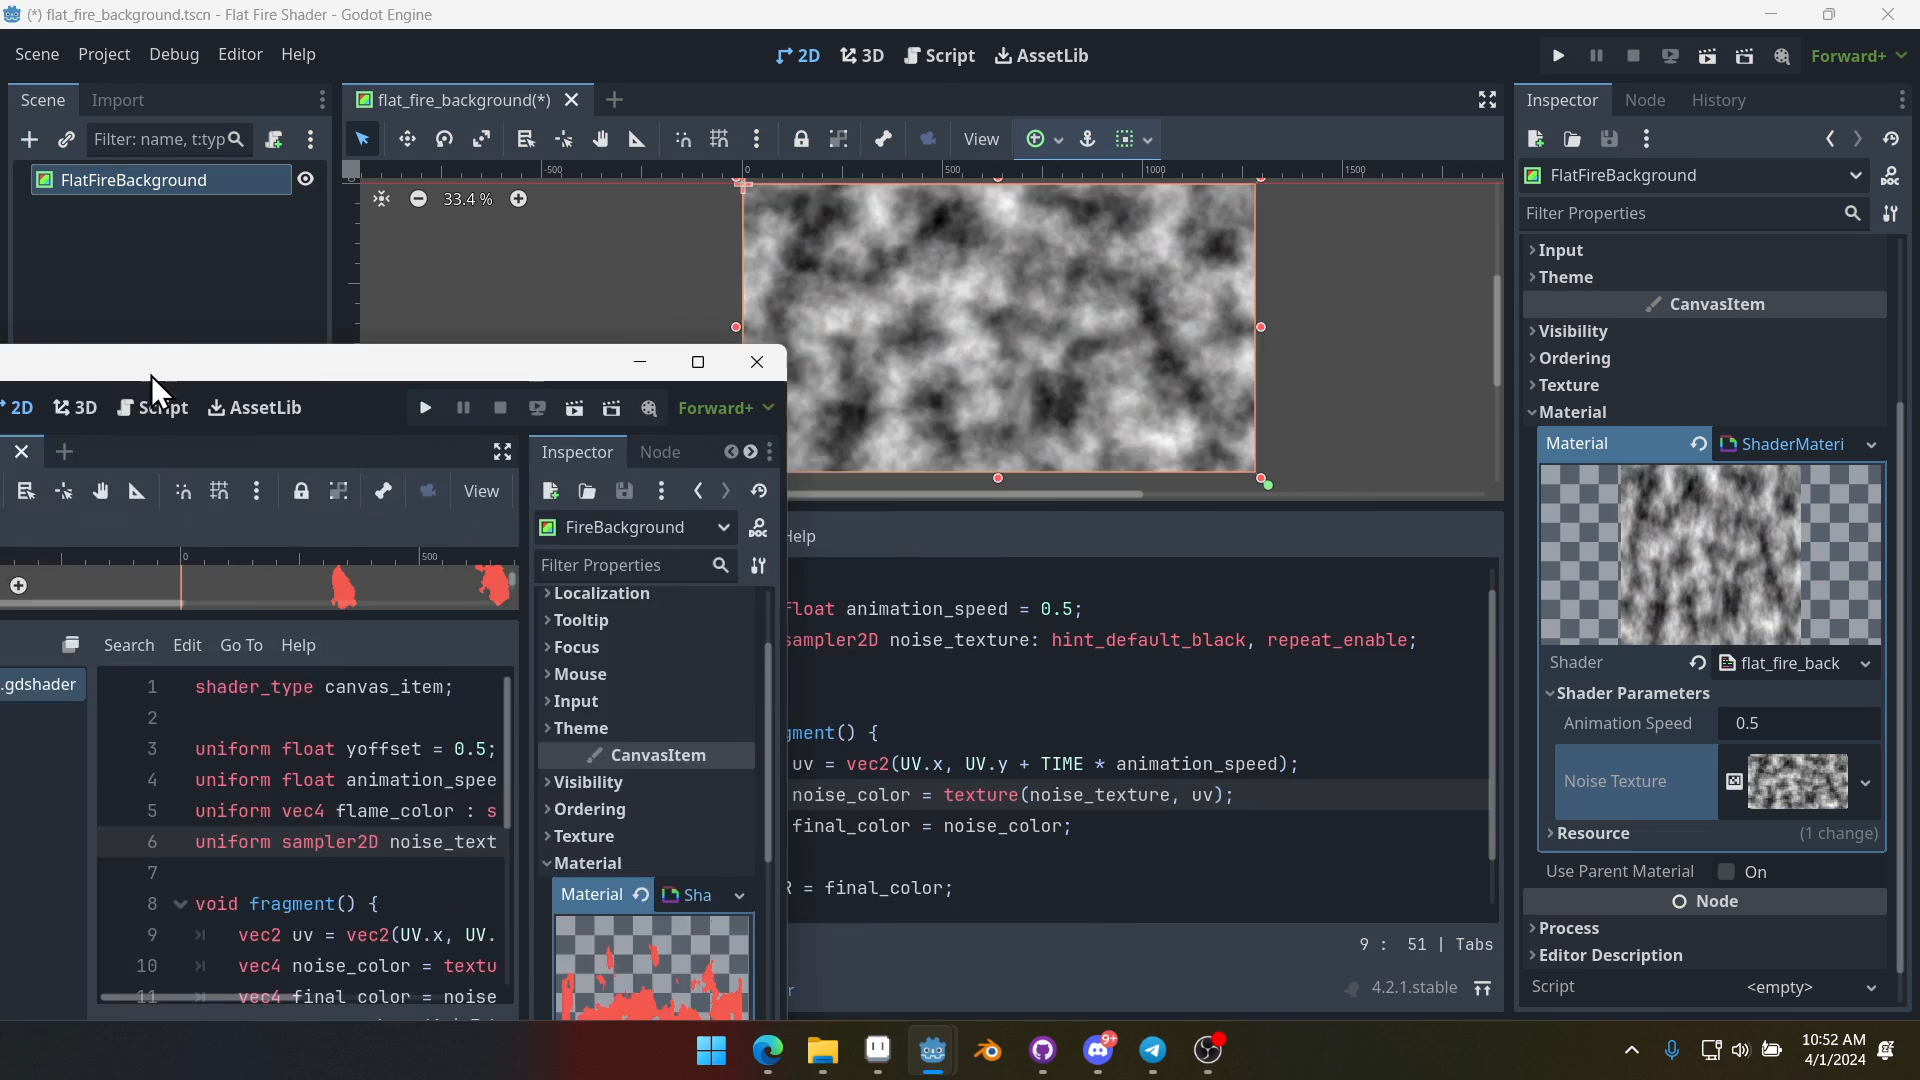 (*) flat_fire_background.tscn - Flat Fire Shader - Godot Engine
Scene Project Debug Editor Help
2D 3D Script AssetLib
Forward+
Scene Import
Filter: name, t:typ
FlatFireBackground
flat_fire_background(*)
View
-500 0 500 1000 1500
33.4 %
Inspector Node History
FlatFireBackground
Filter Properties
Input
Theme
CanvasItem
Visibility
Ordering
Texture
Material
Material ShaderMateri
Shader flat_fire_back
Shader Parameters
Animation Speed 0.5
Noise Texture
Resource (1 change)
Use Parent Material On
Node
Process
Editor Description
Script <empty>
2D 3D Script AssetLib
Forward+
Inspector Node
View
FireBackground
Filter Properties
0 500
Localization
Tooltip
Focus
Mouse
Input
Theme
CanvasItem
Visibility
Ordering
Texture
Material
Material Sha
Search Edit Go To Help
.gdshader
1 shader_type canvas_item;
2
3 uniform float yoffset = 0.5;
4 uniform float animation_spee
5 uniform vec4 flame_color : s
6 uniform sampler2D noise_text
7
8 void fragment() {
9 vec2 uv = vec2(UV.x, UV.
10 vec4 noise_color = textu
11 vec4 final_color = noise
Help
float animation_speed = 0.5;
sampler2D noise_texture: hint_default_black, repeat_enable;
gment() {
uv = vec2(UV.x, UV.y + TIME * animation_speed);
noise_color = texture(noise_texture, uv);
final_color = noise_color;
R = final_color;
9 : 51 | Tabs
r
4.2.1.stable
9+
10:52 AM
4/1/2024